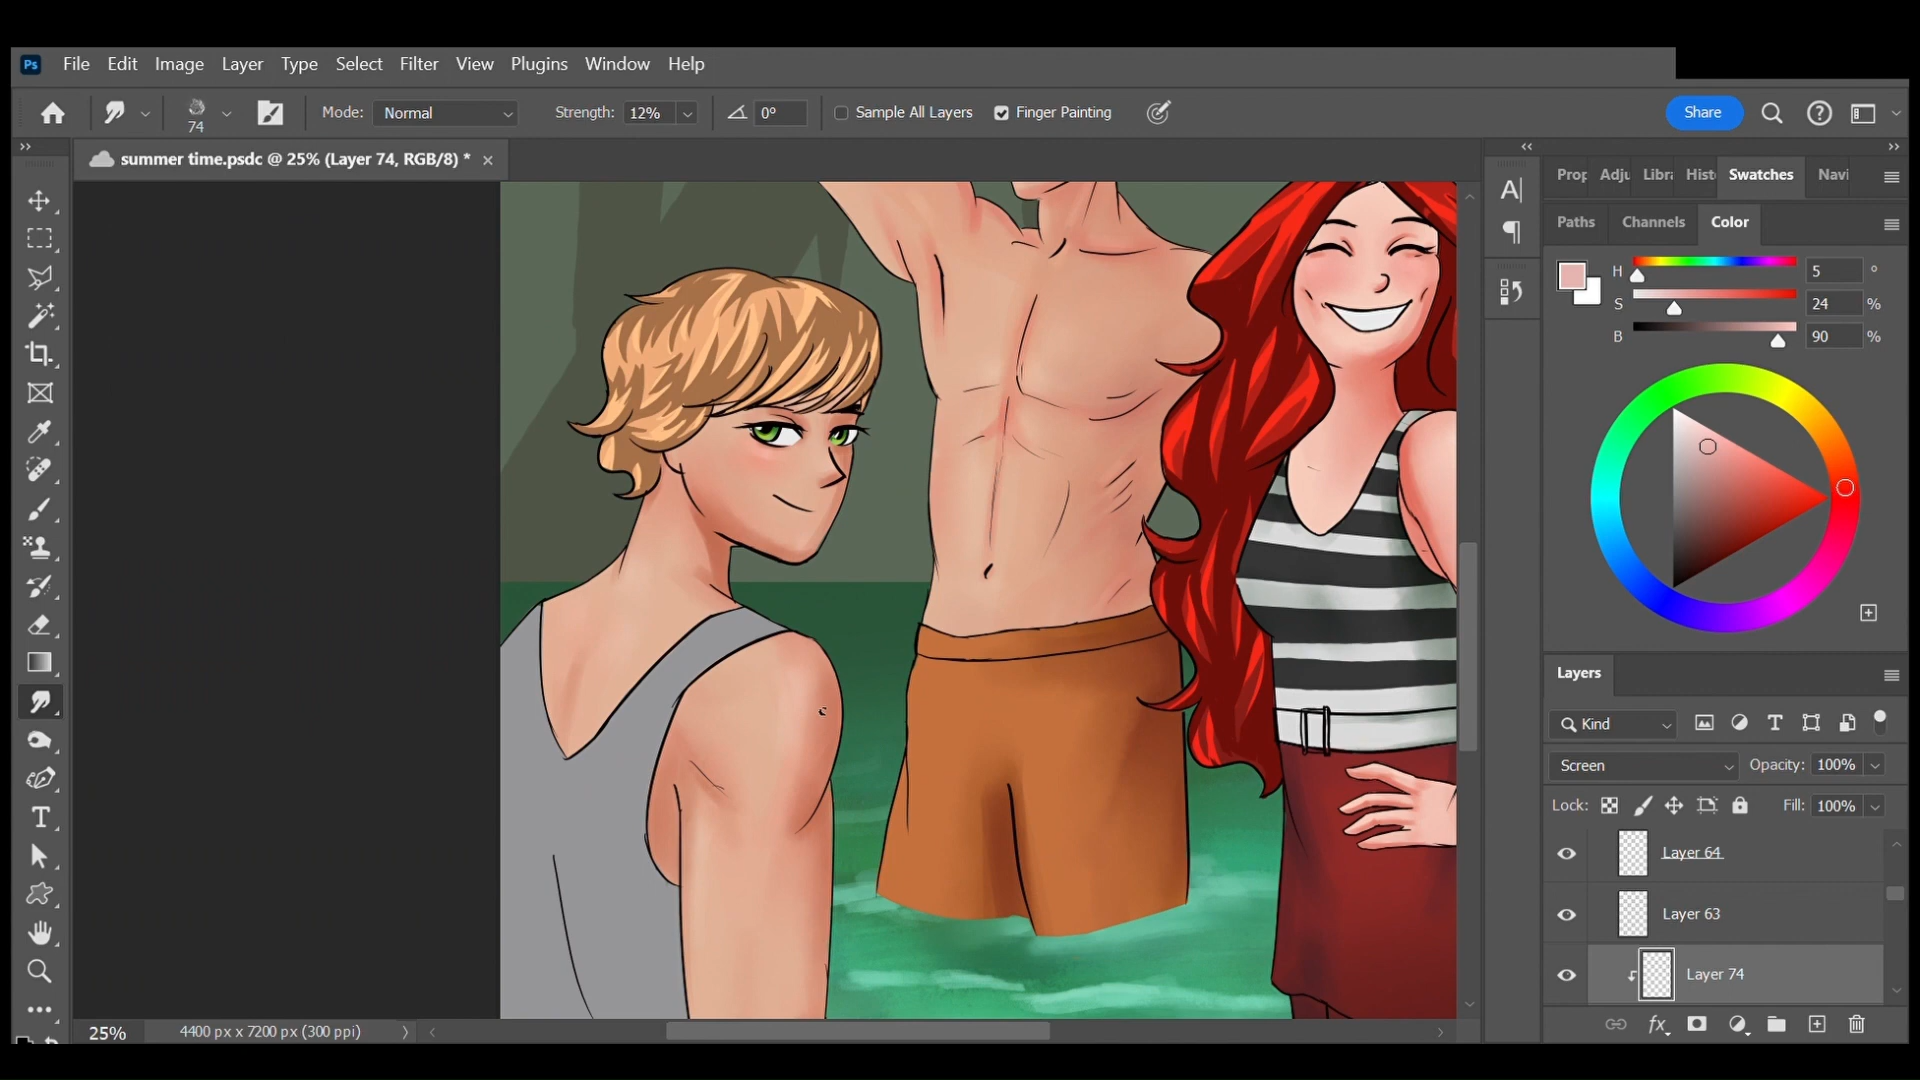 Ps File Edit Image Layer Type Select Filter View Plugins Window Help
74 Mode: Normal Strength: 12% 0° Sample All Layers Finger Painting Share
summer time.psdc @ 25% (Layer 74, RGB/8) *
Prop Adju Libra Hist Swatches Navi
Paths Channels Color
H 5 °
S 24 %
B 90 %
Layers
Kind
Screen Opacity: 100%
Lock: Fill: 100%
Layer 64
Layer 63
Layer 74
fx
25% 4400 px x 7200 px (300 ppi)